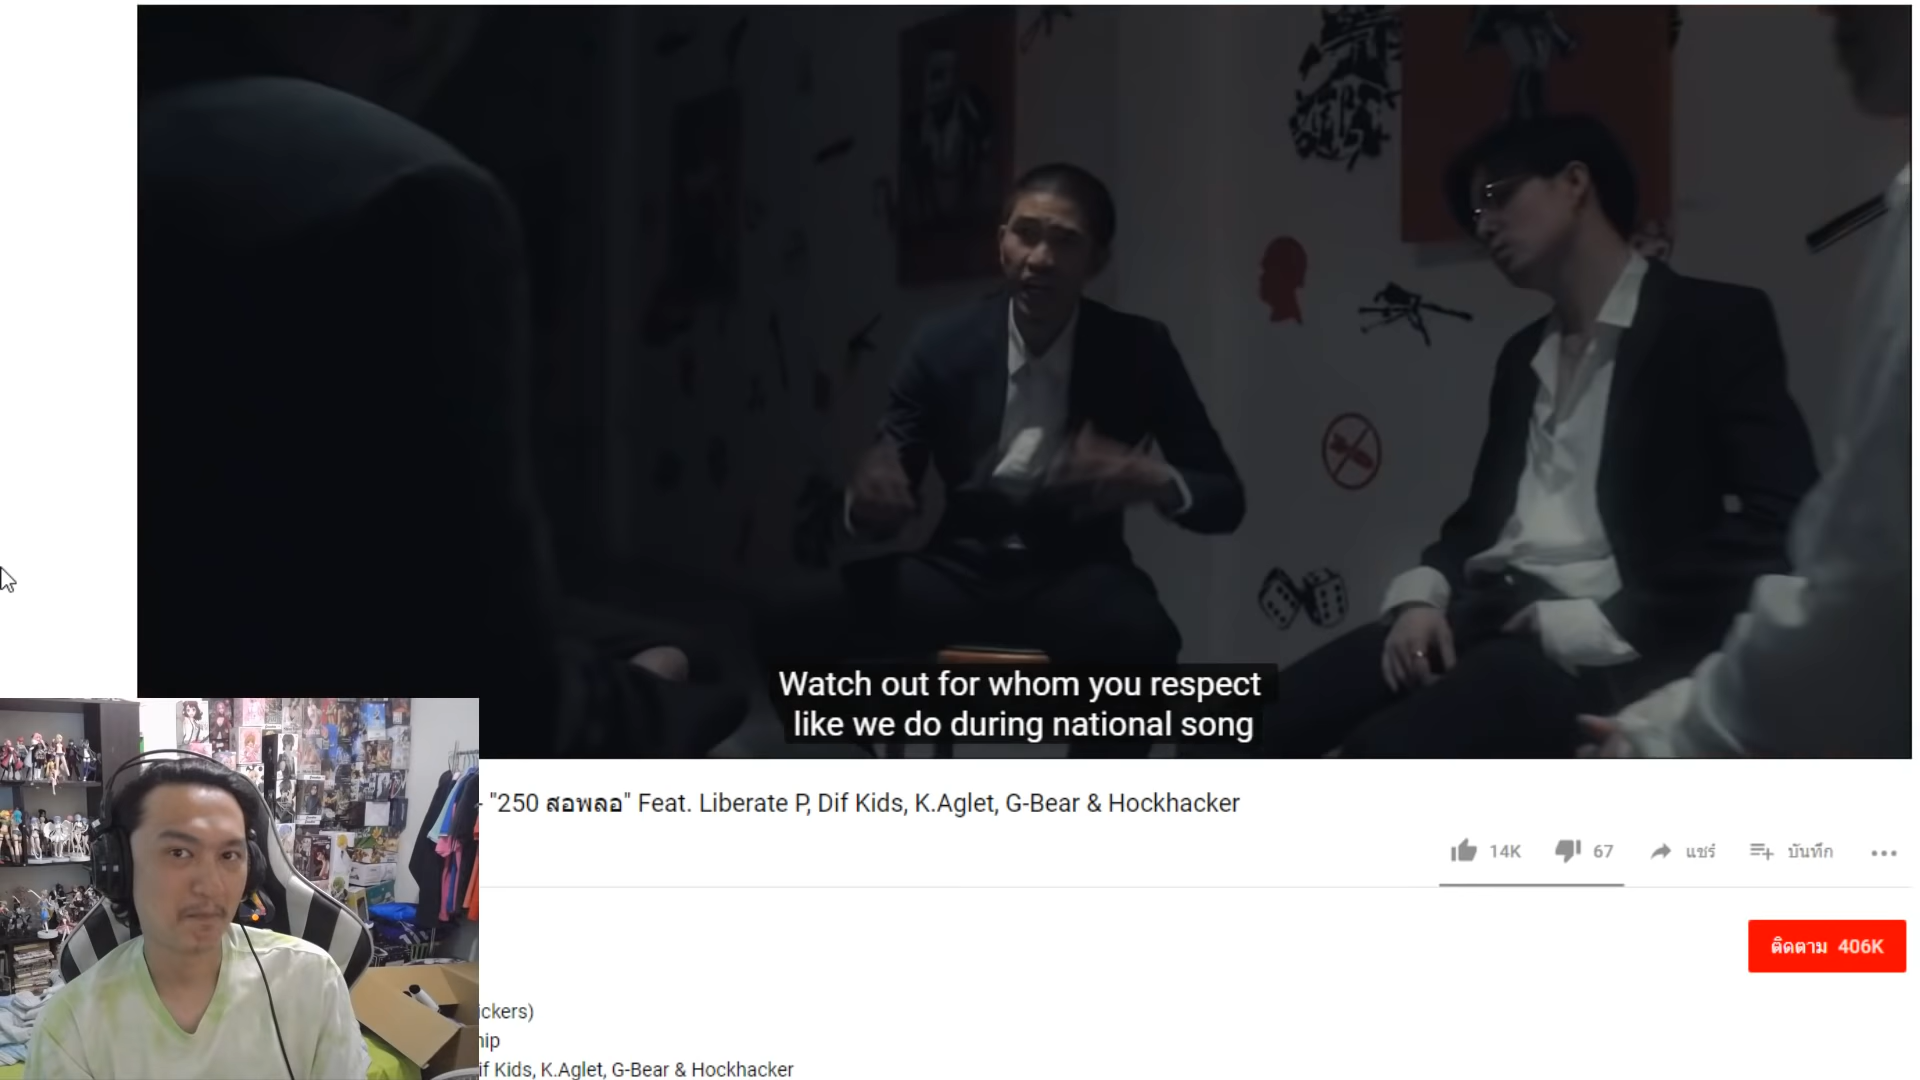 Watch out for whom you respect
like we do during national song
- "250 สอพลอ" Feat. Liberate P, Dif Kids, K.Aglet, G-Bear & Hockhacker
14K 67 แชร์ บันทึก
ติดตาม 406K
ickers)
hip
if Kids, K.Aglet, G-Bear & Hockhacker